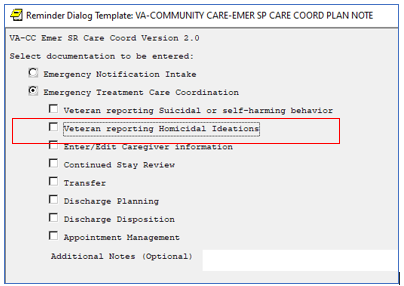 Reminder Dialog Template: VA-COMMUNITY CARE-EMER SP CARE COORD PLAN NOTE
VA-CC Emer SR Care Coord Version 2.0
Select documentation to be entered:
Emergency Notification Intake
Emergency Treatment Care Coordination
Veteran reporting Suicidal or self-harming behavior
Veteran reporting Homicidal Ideations
Enter/Edit Caregiver information
Continued Stay Review
Transfer
Discharge Planning
Discharge Disposition
Appointment Management
Additional Notes (Optional)